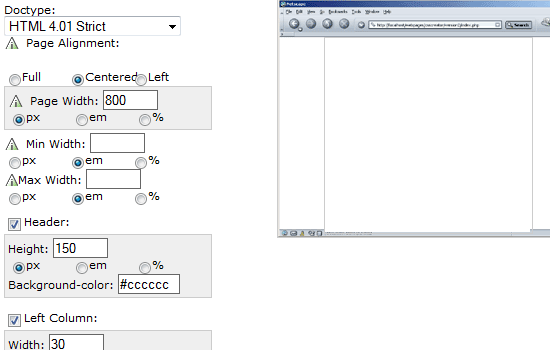 Doctype:
HTML 4.01 Strict
Page Alignment:
Full Centered Left
Page Width: 800
px em %
Min Width:
px em %
Max Width:
px em %
Header:
Height: 150
px em %
Background-color: #cccccc
Left Column:
Width: 30
Netscape
File Edit View Go Bookmarks Tools Window Help
Search